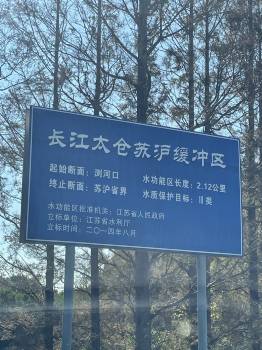 长江太仓苏沪缓冲区
起始断面：浏河口 水功能区长度：2.12公里
终止断面：苏沪省界 水质保护目标：Ⅱ类
水功能区批准机关：江苏省人民政府
立标单位：江苏省水利厅
立标时间：二〇一四年八月